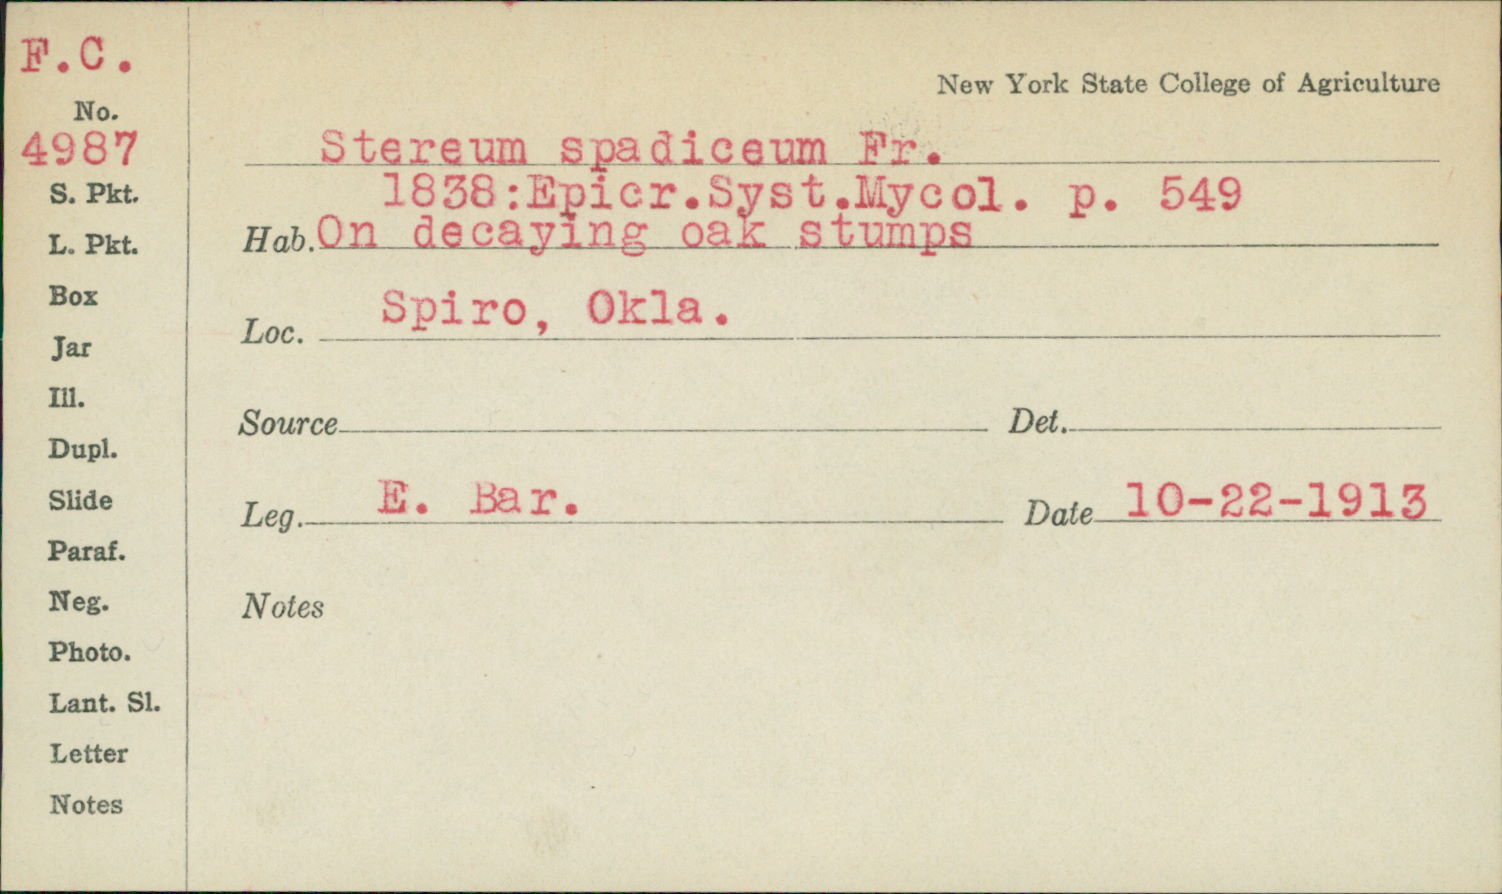 F.C.
No.
4987
S. Pkt.
L. Pkt.
Box
Jar
Ill.
Dupl.
Slide
Paraf.
Neg.
Photo.
Lant. Sl.
Letter
Notes
New York State College of Agriculture
Stereum spadiceum Fr.
1838:Epicr.Syst.Mycol. p. 549
Hab. On decaying oak stumps
Loc. Spiro, Okla.
Source Det.
Leg. E. Bar. Date 10-22-1913
Notes